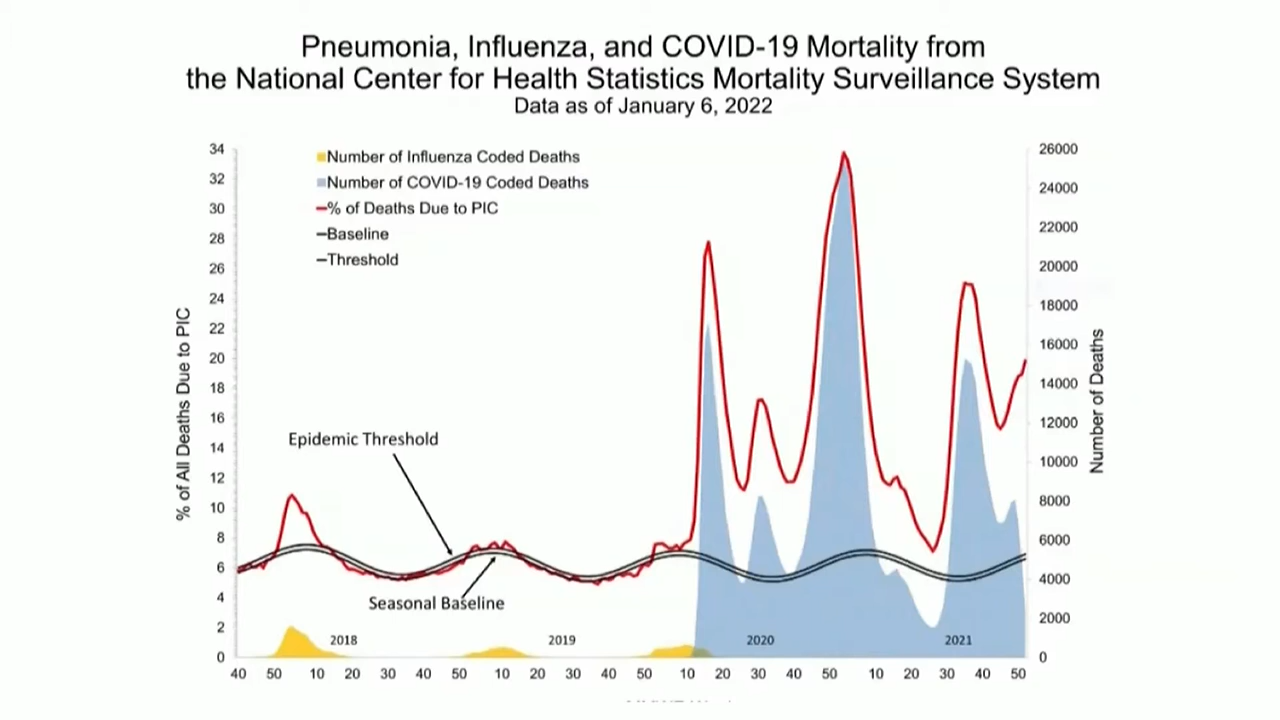 Pneumonia, Influenza, and COVID-19 Mortality from
the National Center for Health Statistics Mortality Surveillance System
Data as of January 6, 2022
Number of Influenza Coded Deaths
Number of COVID-19 Coded Deaths
% of Deaths Due to PIC
Baseline
Threshold
% of All Deaths Due to PIC
34
32
30
28
26
24
22
20
18
16
14
12
10
8
6
4
2
0
Epidemic Threshold
Seasonal Baseline
2018 2019 2020 2021
26000
24000
22000
20000
18000
16000
14000
12000
10000
8000
6000
4000
2000
0
Number of Deaths
40 50 10 20 30 40 50 10 20 30 40 50 10 20 30 40 50 10 20 30 40 50